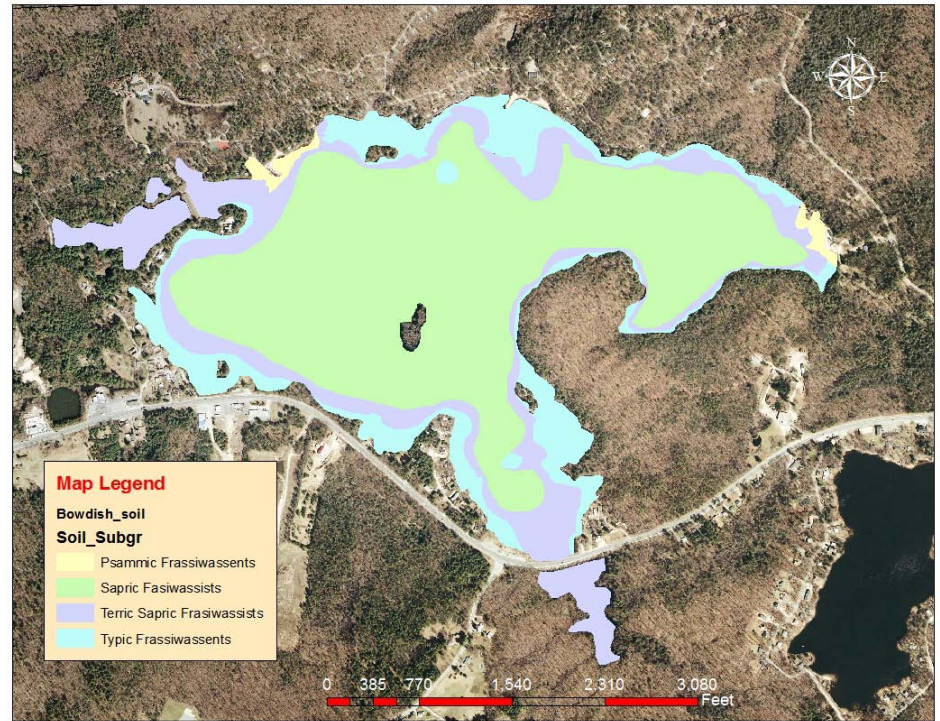 N
W E
S
Map Legend
Bowdish_soil
Soil_Subgr
Psammic Frassiwassents
Sapric Fasiwassists
Terric Sapric Frasiwassists
Typic Frassiwassents
0 385 770 1,540 2,310 3,080
Feet